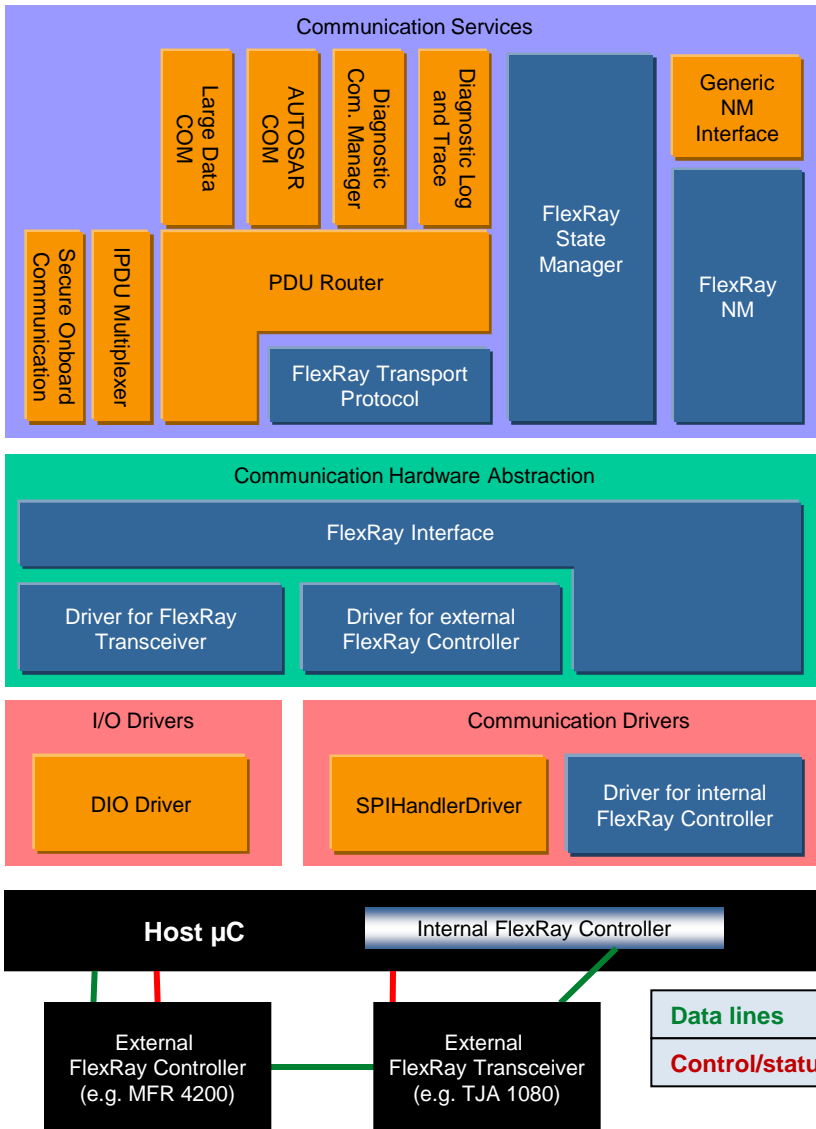 Communication Services
Large Data
COM
AUTOSAR
COM
Diagnostic
Com. Manager
Diagnostic Log
and Trace
Generic
NM
Interface
FlexRay
State
Manager
FlexRay
NM
Secure Onboard
Communication
IPDU Multiplexer
PDU Router
FlexRay Transport
Protocol
Communication Hardware Abstraction
FlexRay Interface
Driver for FlexRay
Transceiver
Driver for external
FlexRay Controller
I/O Drivers
Communication Drivers
DIO Driver
SPIHandlerDriver
Driver for internal
FlexRay Controller
Host µC
Internal FlexRay Controller
External
FlexRay Controller
(e.g. MFR 4200)
External
FlexRay Transceiver
(e.g. TJA 1080)
Data lines
Control/statu